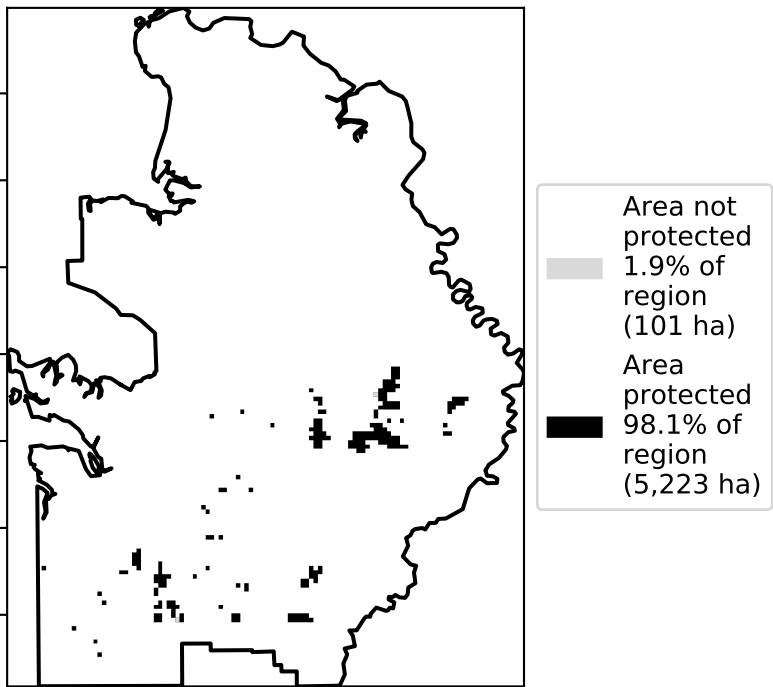 Area not
protected
1.9% of
region
(101 ha)
Area
protected
98.1% of
region
(5,223 ha)